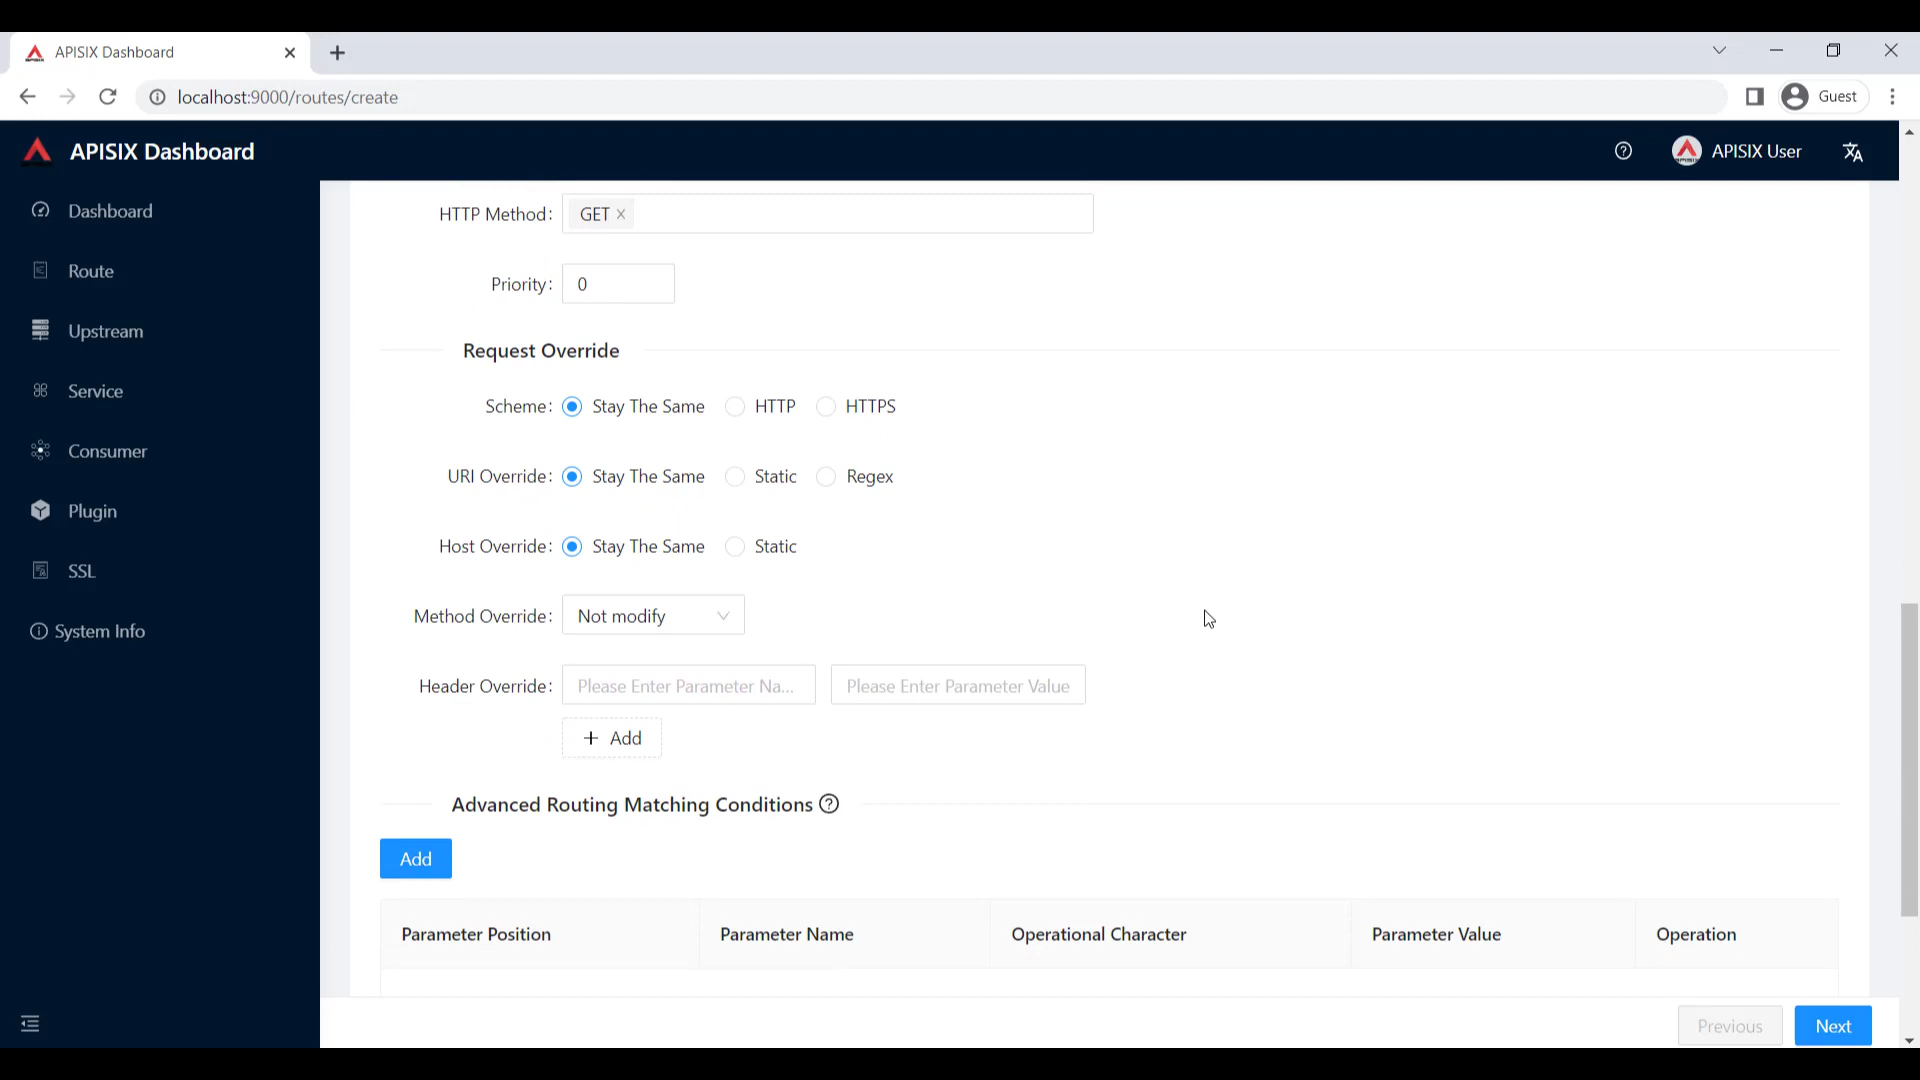 APISIX Dashboard
localhost:9000/routes/create
Guest
APISIX Dashboard
APISIX User
Dashboard
Route
Upstream
Service
Consumer
Plugin
SSL
System Info
HTTP Method:
GET
Priority:
0
Request Override
Scheme:
Stay The Same
HTTP
HTTPS
URI Override:
Stay The Same
Static
Regex
Host Override:
Stay The Same
Static
Method Override:
Not modify
Header Override:
Please Enter Parameter Na...
Please Enter Parameter Value
+ Add
Advanced Routing Matching Conditions
Add
Parameter Position
Parameter Name
Operational Character
Parameter Value
Operation
Previous
Next